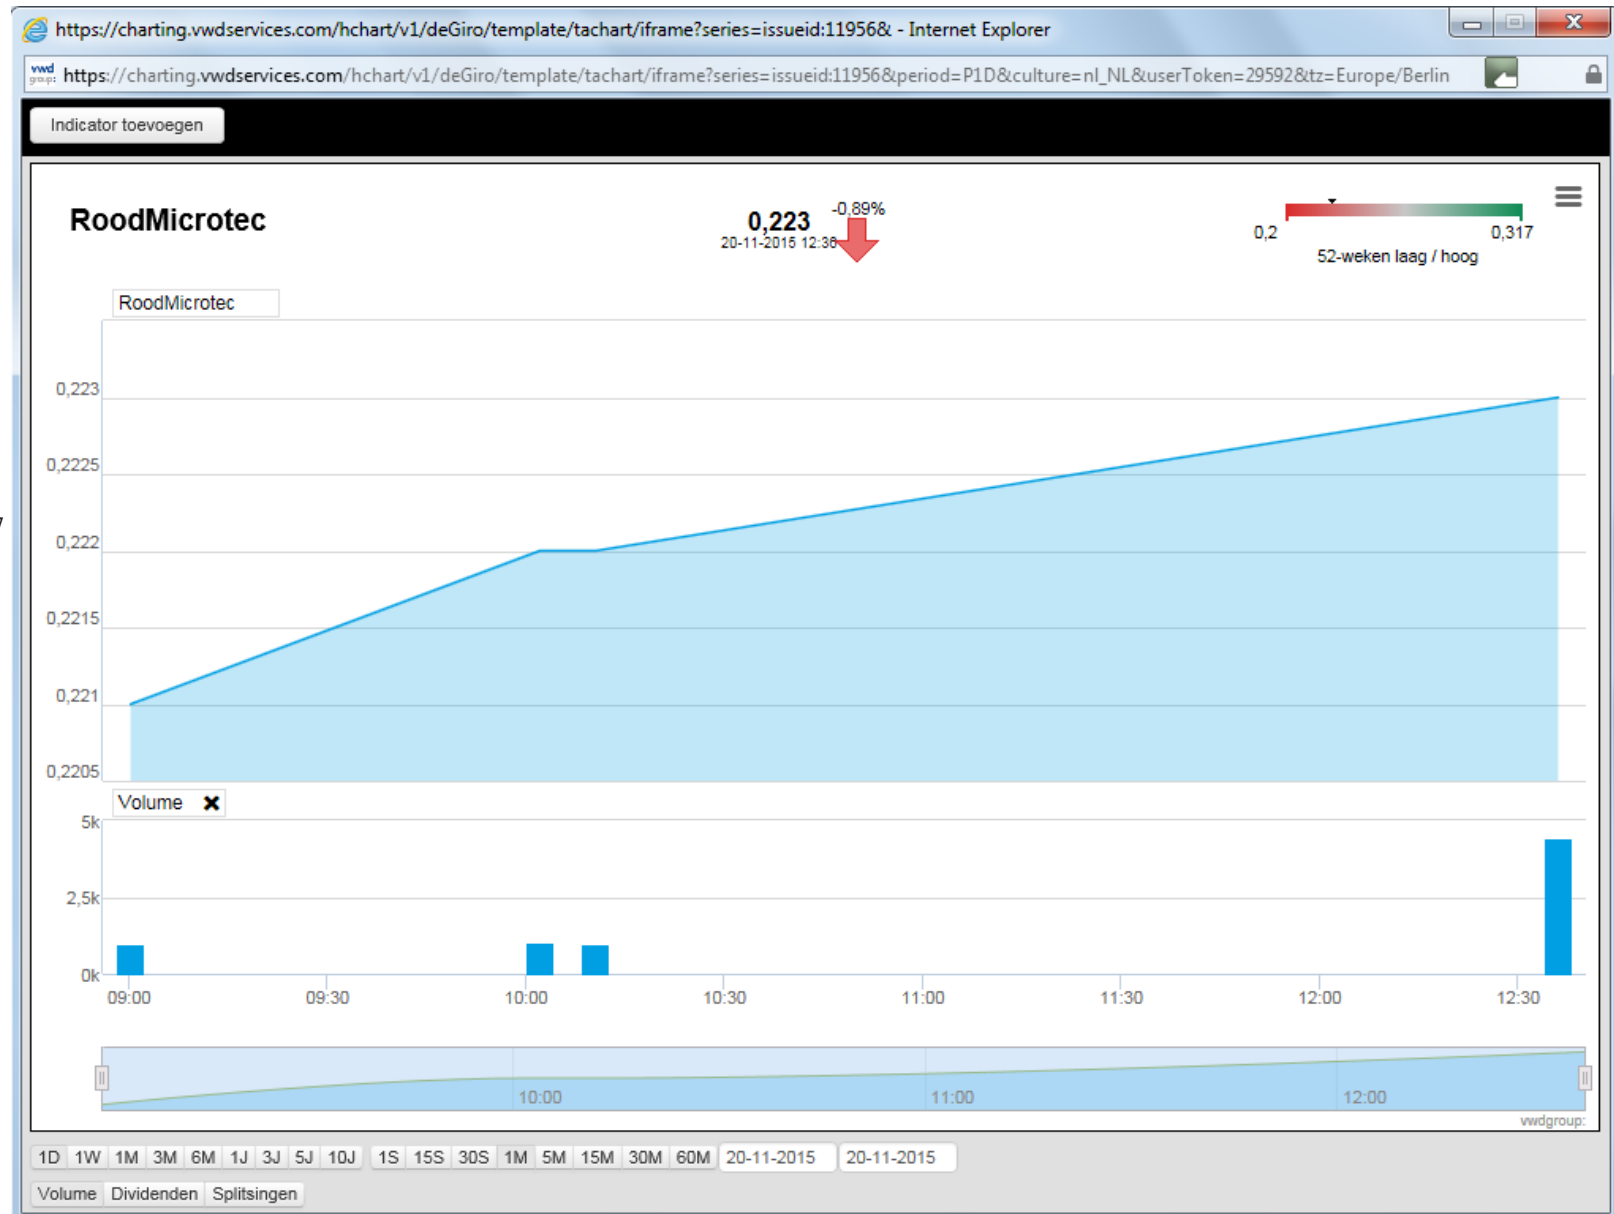 https://charting.vwdservices.com/hchart/v1/deGiro/template/tachart/iframe?series=issueid:11956& - Internet Explorer
vwd group: https://charting.vwdservices.com/hchart/v1/deGiro/template/tachart/iframe?series=issueid:11956&period=P1D&culture=nl_NL&userToken=29592&tz=Europe/Berlin
Indicator toevoegen
RoodMicrotec
0,223 -0,89%
20-11-2015 12:36
0,2 0,317
52-weken laag / hoog
RoodMicrotec
0,223
0,2225
0,222
0,2215
0,221
0,2205
Volume ✖
5k
2,5k
0k
09:00 09:30 10:00 10:30 11:00 11:30 12:00 12:30
10:00 11:00 12:00
vwdgroup:
1D 1W 1M 3M 6M 1J 3J 5J 10J 1S 15S 30S 1M 5M 15M 30M 60M 20-11-2015 20-11-2015
Volume Dividenden Splitsingen